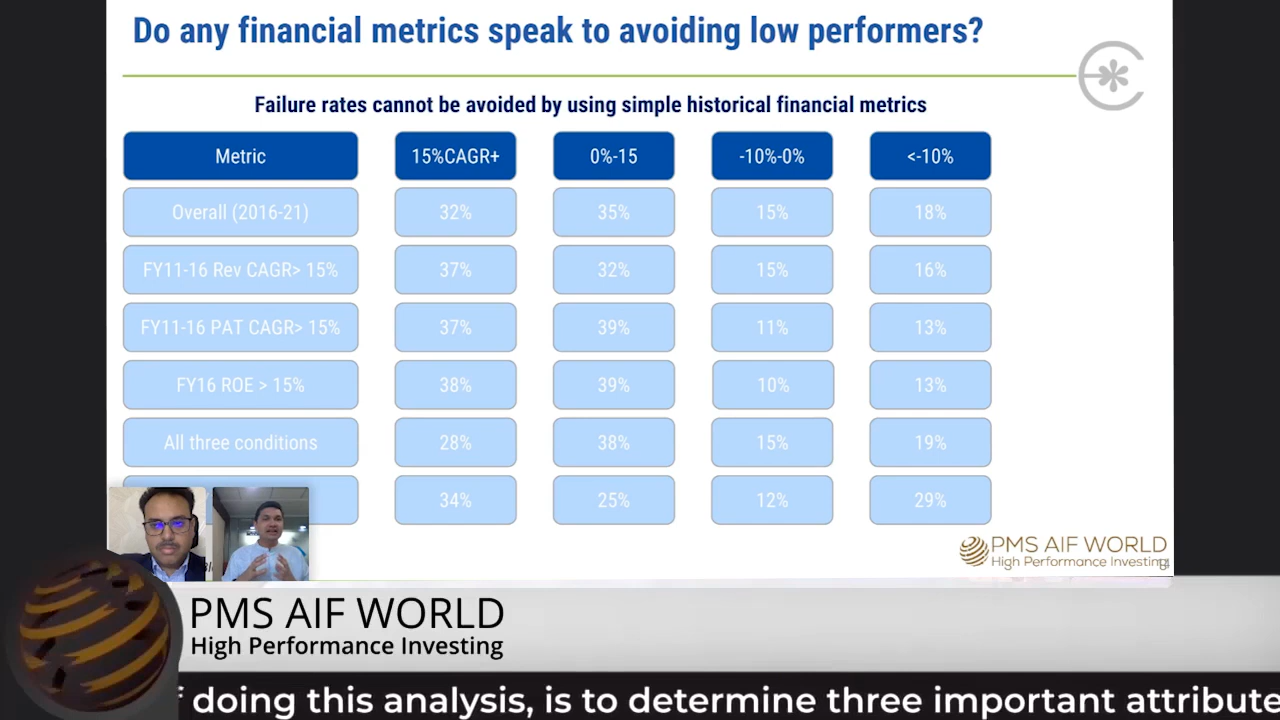 Do any financial metrics speak to avoiding low performers?
Failure rates cannot be avoided by using simple historical financial metrics
Metric 15%CAGR+ 0%-15 -10%-0% <-10%
Overall (2016-21) 32% 35% 15% 18%
FY11-16 Rev CAGR> 15% 37% 32% 15% 16%
FY11-16 PAT CAGR> 15% 37% 39% 11% 13%
FY16 ROE > 15% 38% 39% 10% 13%
All three conditions 28% 38% 15% 19%
34% 25% 12% 29%
PMS AIF WORLD
High Performance Investing
PMS AIF WORLD
High Performance Investing
doing this analysis, is to determine three important attribute